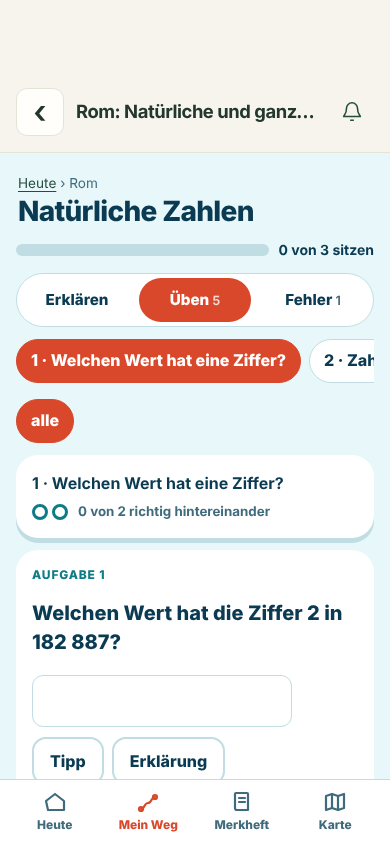 Rom: Natürliche und ganz…
Heute › Rom
Natürliche Zahlen
0 von 3 sitzen
Erklären
Üben 5
Fehler 1
1 · Welchen Wert hat eine Ziffer?
2 · Zah
alle
1 · Welchen Wert hat eine Ziffer?
0 von 2 richtig hintereinander
AUFGABE 1
Welchen Wert hat die Ziffer 2 in
182 887?
Tipp
Erklärung
Heute
Mein Weg
Merkheft
Karte